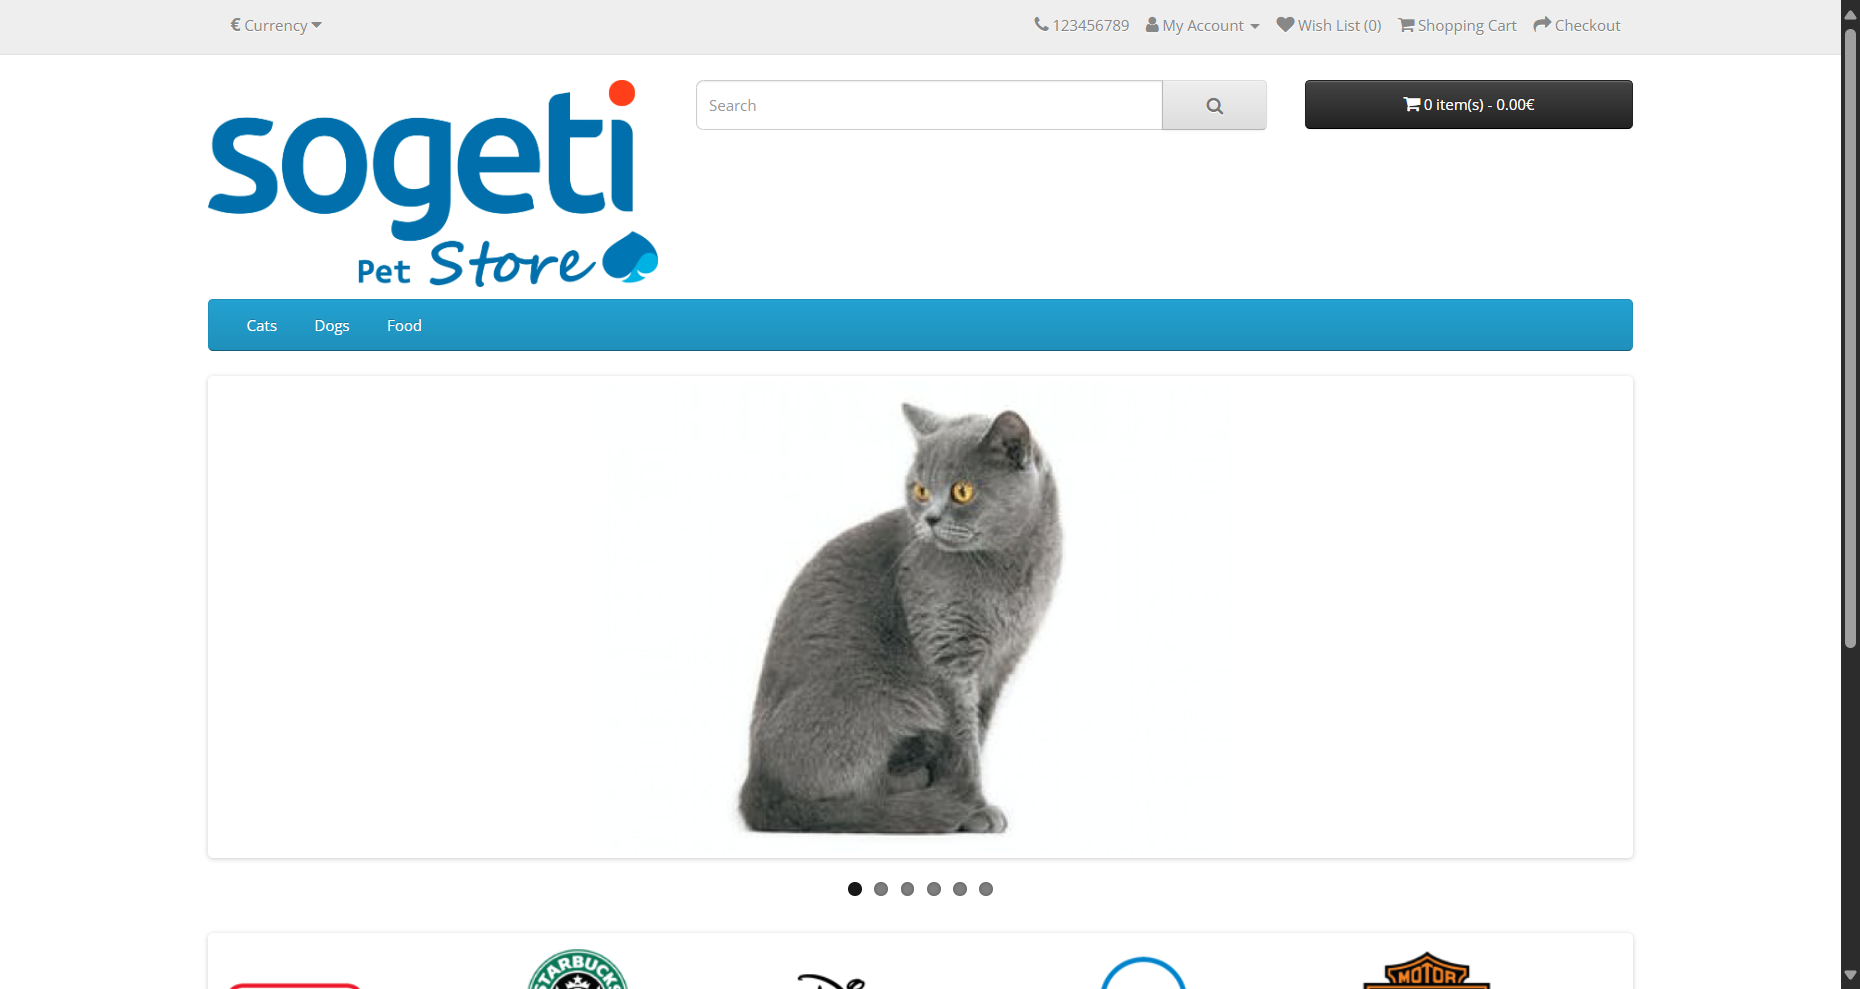 € Currency
123456789 My Account Wish List (0) Shopping Cart Checkout
sogeti
Pet Store
Search
0 item(s) - 0.00€
Cats Dogs Food
STARBUCKS
MOTOR